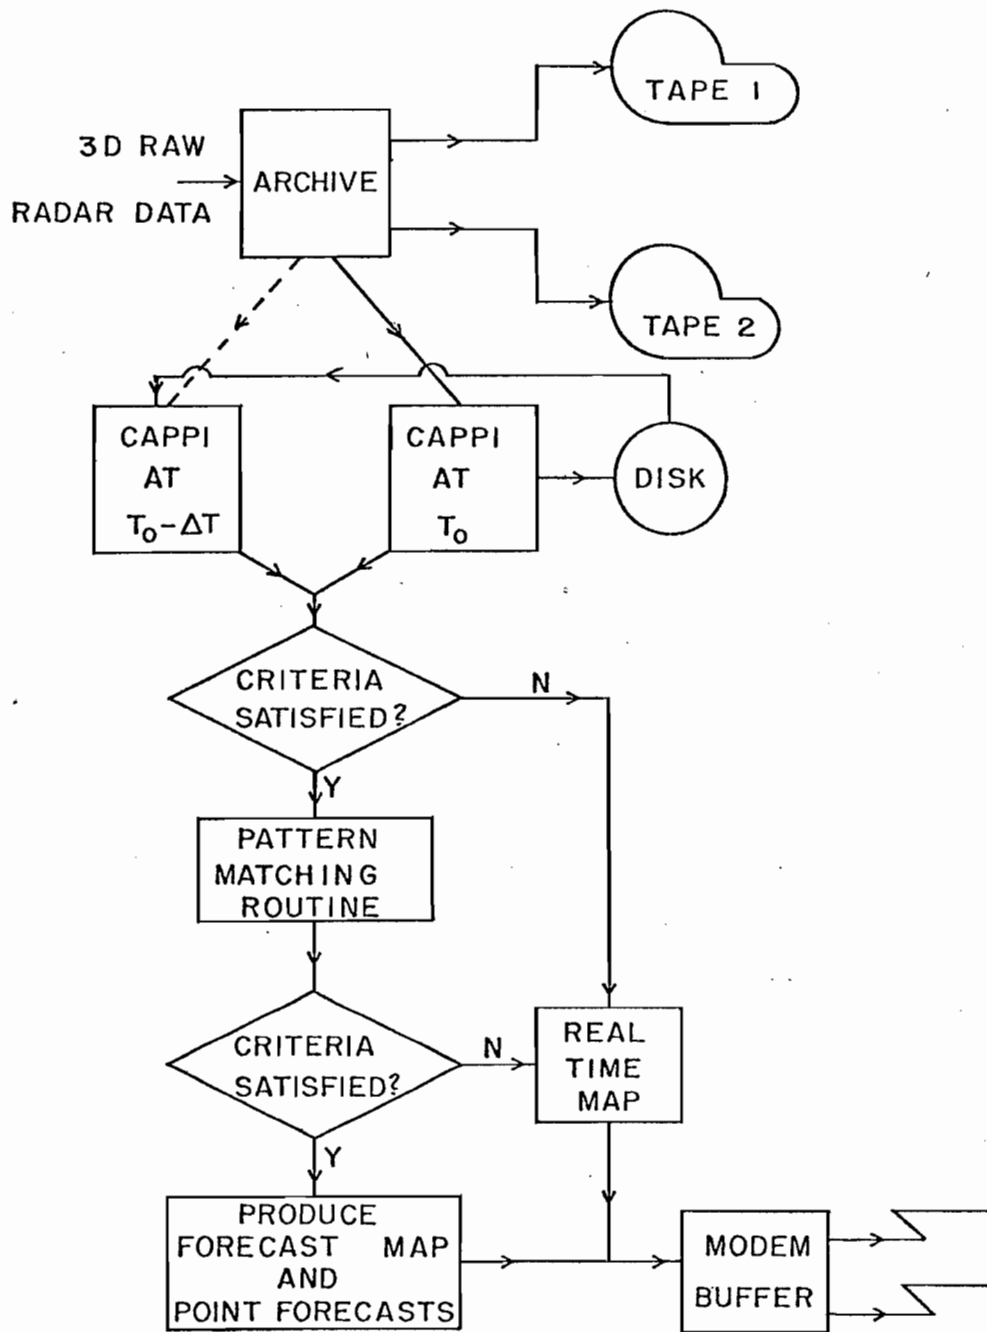 TAPE 1
3D RAW
RADAR DATA
ARCHIVE
TAPE 2
CAPPI
AT
T₀-ΔT
CAPPI
AT
T₀
DISK
CRITERIA
SATISFIED?
N
Y
PATTERN
MATCHING
ROUTINE
CRITERIA
SATISFIED?
N
Y
REAL
TIME
MAP
PRODUCE
FORECAST MAP
AND
POINT FORECASTS
MODEM
BUFFER